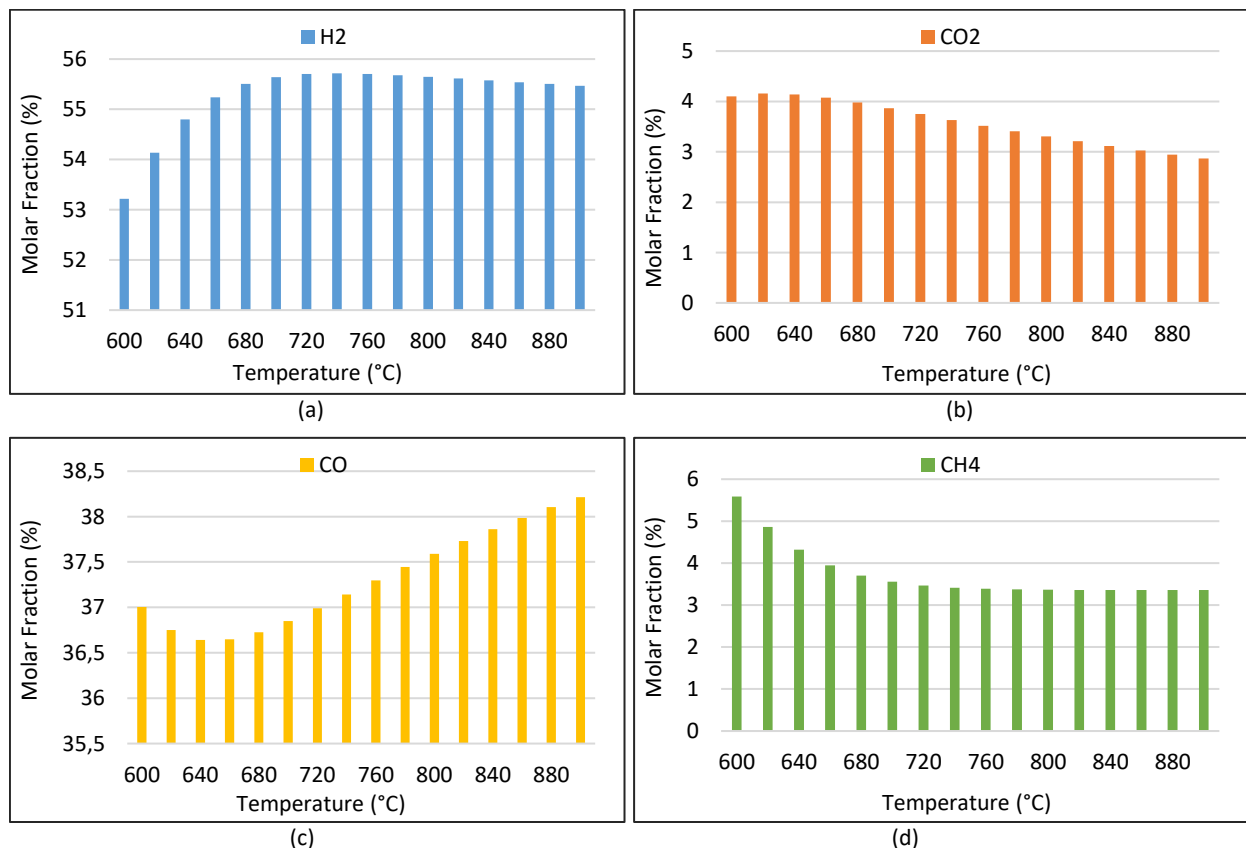 H2
Molar Fraction (%)
56
55
54
53
52
51
600 640 680 720 760 800 840 880
Temperature (°C)
(a)
CO2
Molar Fraction (%)
5
4
3
2
1
0
600 640 680 720 760 800 840 880
Temperature (°C)
(b)
CO
Molar Fraction (%)
38,5
38
37,5
37
36,5
36
35,5
600 640 680 720 760 800 840 880
Temperature (°C)
(c)
CH4
Molar Fraction (%)
6
5
4
3
2
1
0
600 640 680 720 760 800 840 880
Temperature (°C)
(d)